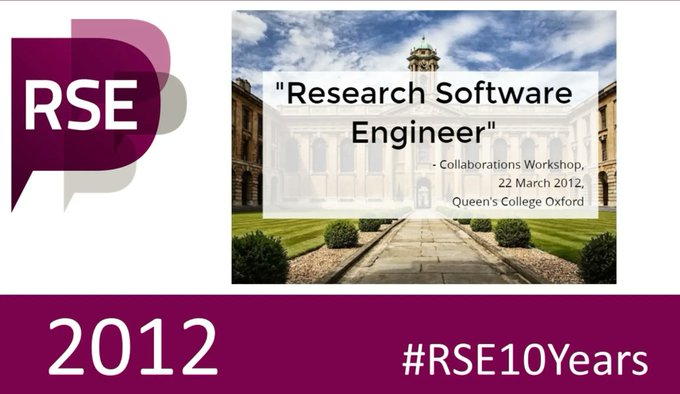 RSE
"Research Software
Engineer"
- Collaborations Workshop,
22 March 2012,
Queen's College Oxford
2012
#RSE10Years